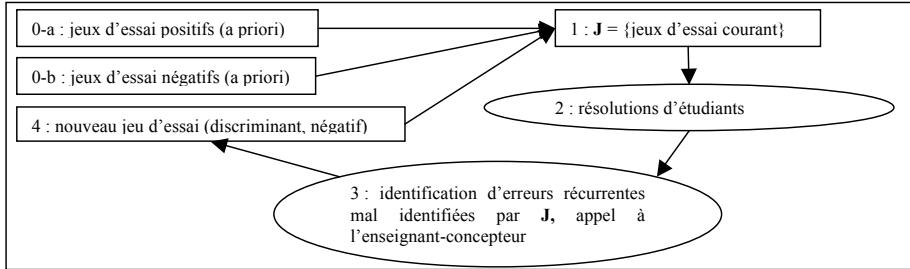 0-a : jeux d'essai positifs (a priori)
1 : J = {jeux d'essai courant}
0-b : jeux d'essai négatifs (a priori)
2 : résolutions d'étudiants
4 : nouveau jeu d'essai (discriminant, négatif)
3 : identification d'erreurs récurrentes
mal identifiées par J, appel à
l'enseignant-concepteur